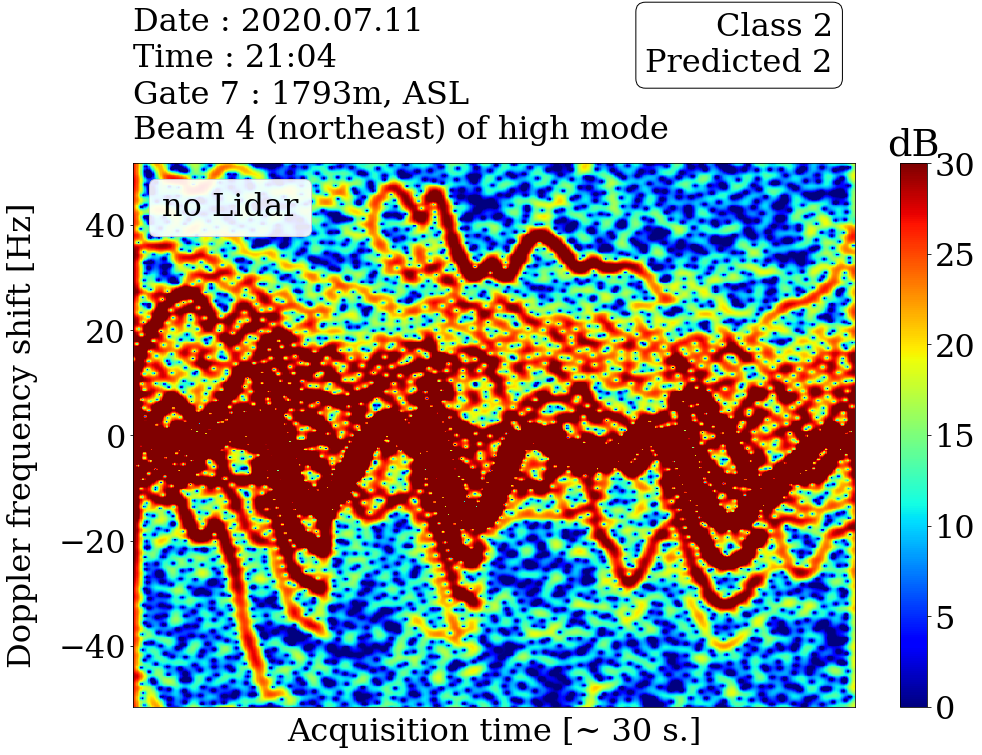 Date : 2020.07.11
Time : 21:04
Gate 7 : 1793m, ASL
Beam 4 (northeast) of high mode
Class 2
Predicted 2
dB
no Lidar
Doppler frequency shift [Hz]
40
20
0
−20
−40
30
25
20
15
10
5
0
Acquisition time [~ 30 s.]